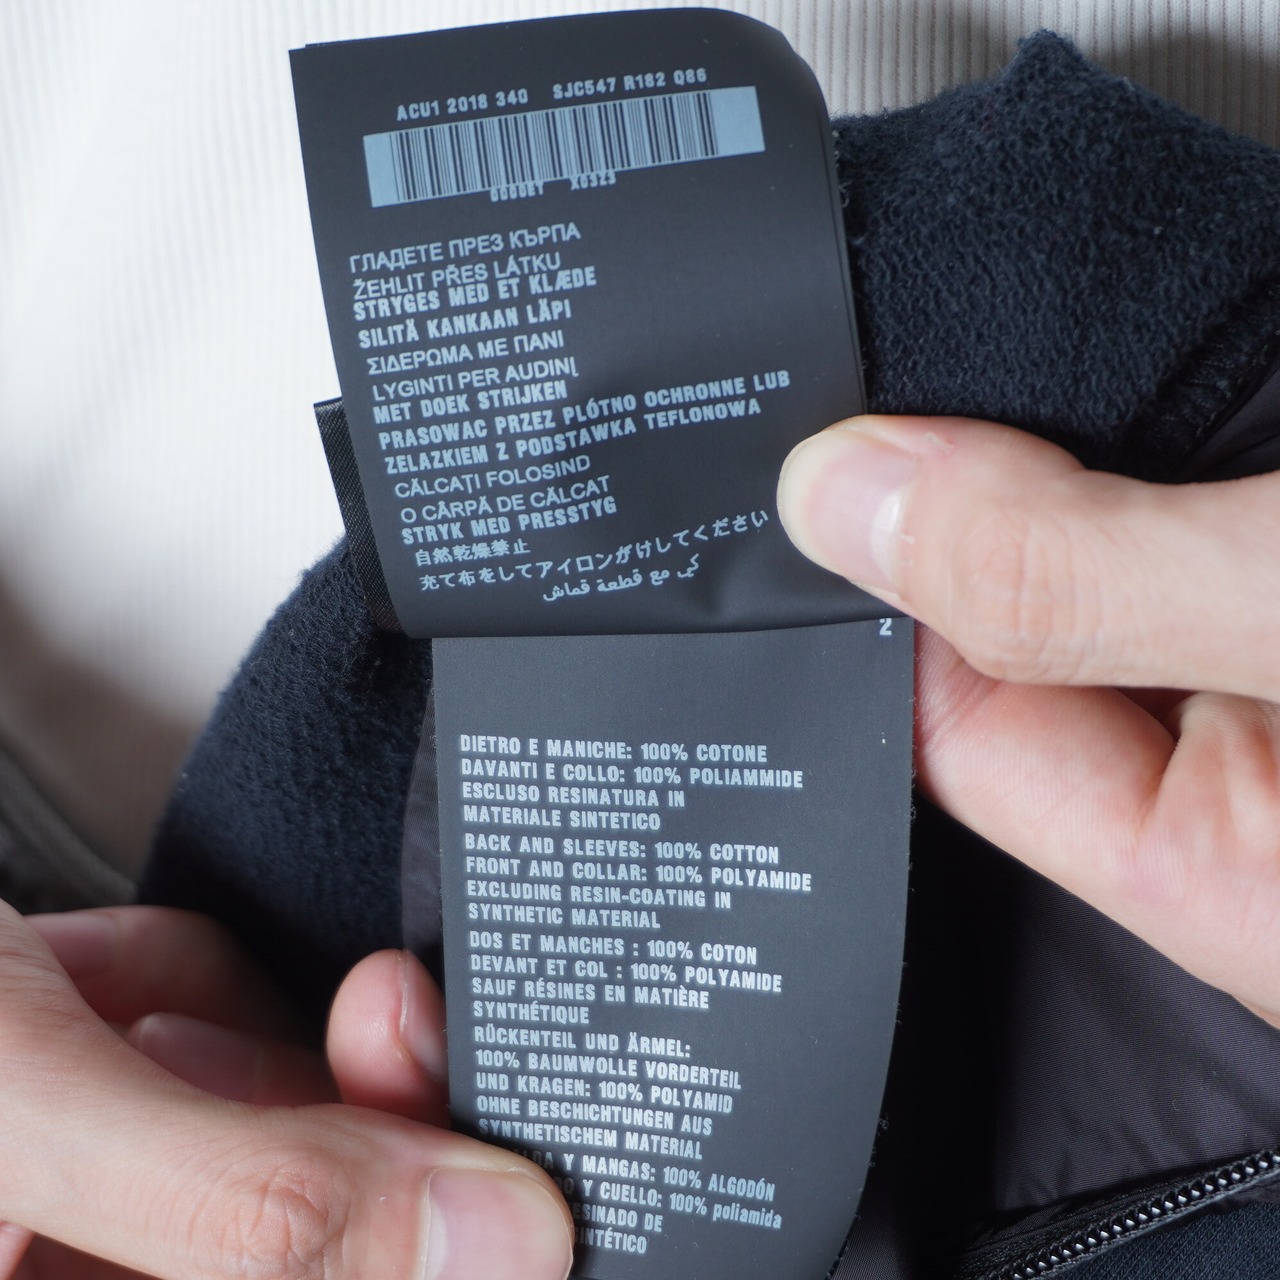 ACU1 2018 340 SJC547 R182 Q86
ГЛАДЕТЕ ПРЕЗ КЪРПА
ŽEHLIT PŘES LÁTKU
STRYGES MED ET KLÆDE
SILITÄ KANKAAN LÄPI
ΣΙΔΕΡΩΜΑ ΜΕ ΠΑΝΙ
LYGINTI PER AUDINĮ
MET DOEK STRIJKEN
PRASOWAC PRZEZ PLÓTNO OCHRONNE LUB
ZELAZKIEM Z PODSTAWKA TEFLONOWA
CĂLCAȚI FOLOSIND
O CÂRPĂ DE CĂLCAT
STRYK MED PRESSTYG
自然乾燥禁止
充て布をしてアイロンがけしてください
كي مع قطعة قماش
2
DIETRO E MANICHE: 100% COTONE
DAVANTI E COLLO: 100% POLIAMMIDE
ESCLUSO RESINATURA IN
MATERIALE SINTETICO
BACK AND SLEEVES: 100% COTTON
FRONT AND COLLAR: 100% POLYAMIDE
EXCLUDING RESIN-COATING IN
SYNTHETIC MATERIAL
DOS ET MANCHES : 100% COTON
DEVANT ET COL : 100% POLYAMIDE
SAUF RÉSINES EN MATIÈRE
SYNTHÉTIQUE
RÜCKENTEIL UND ÄRMEL:
100% BAUMWOLLE VORDERTEIL
UND KRAGEN: 100% POLYAMID
OHNE BESCHICHTUNGEN AUS
SYNTHETISCHEM MATERIAL
Y MANGAS: 100% ALGODÓN
Y CUELLO: 100% poliamida
DE